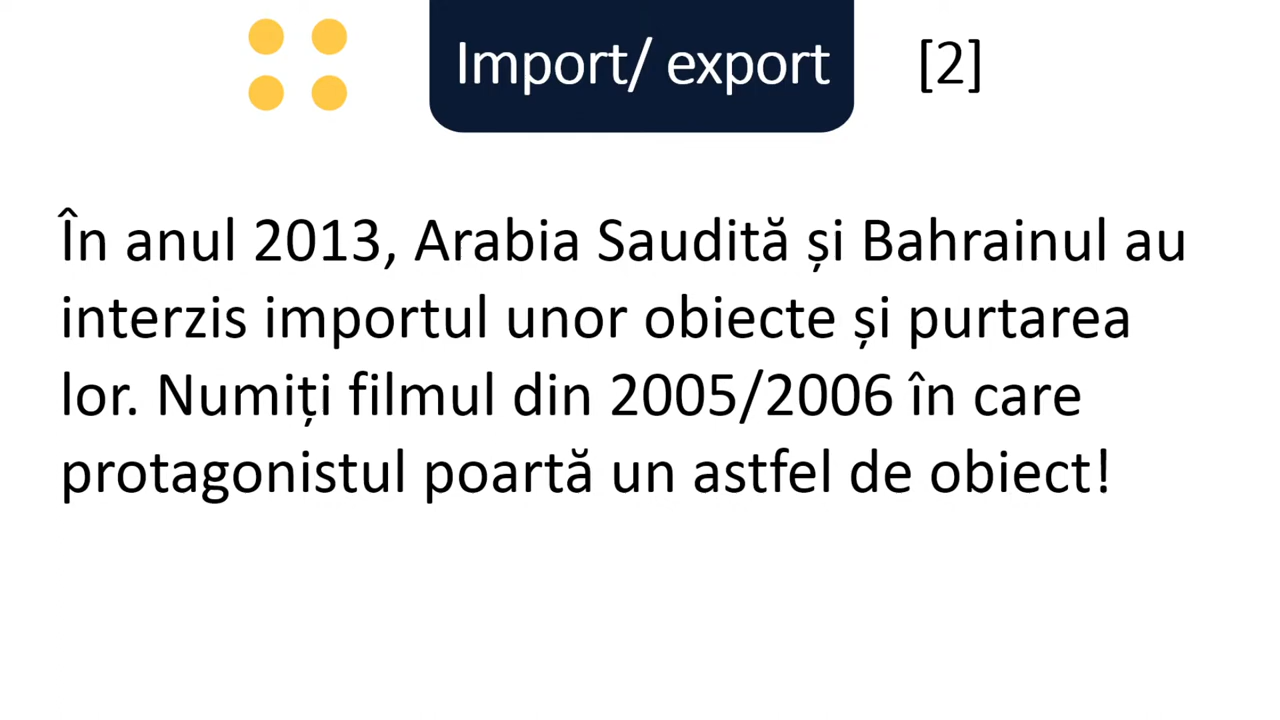 Import/ export
[2]
În anul 2013, Arabia Saudită și Bahrainul au
interzis importul unor obiecte și purtarea
lor. Numiți filmul din 2005/2006 în care
protagonistul poartă un astfel de obiect!